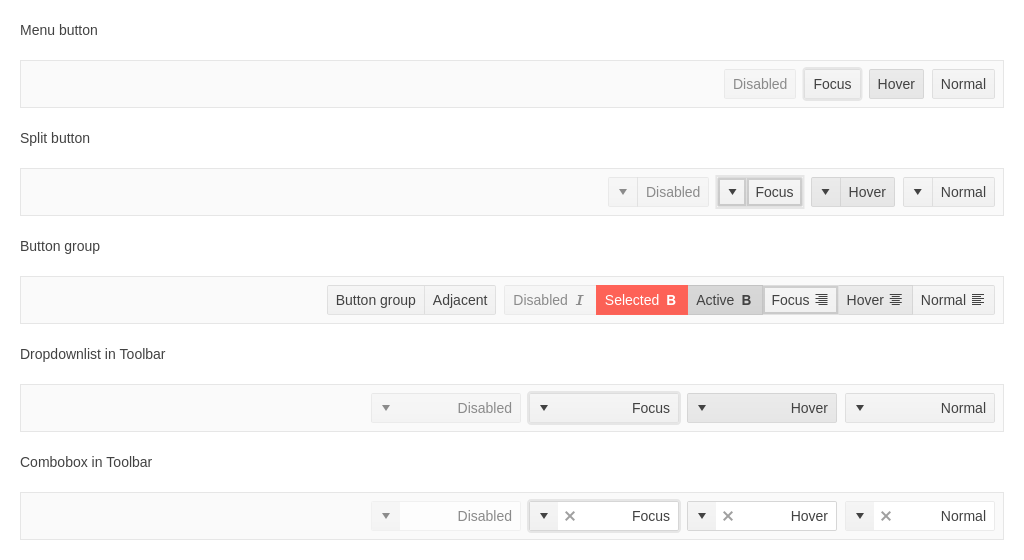 Menu button
Disabled Focus Hover Normal
Split button
Disabled Focus Hover Normal
Button group
Button group Adjacent Disabled Selected Active Focus Hover Normal
Dropdownlist in Toolbar
Disabled Focus Hover Normal
Combobox in Toolbar
Disabled Focus Hover Normal